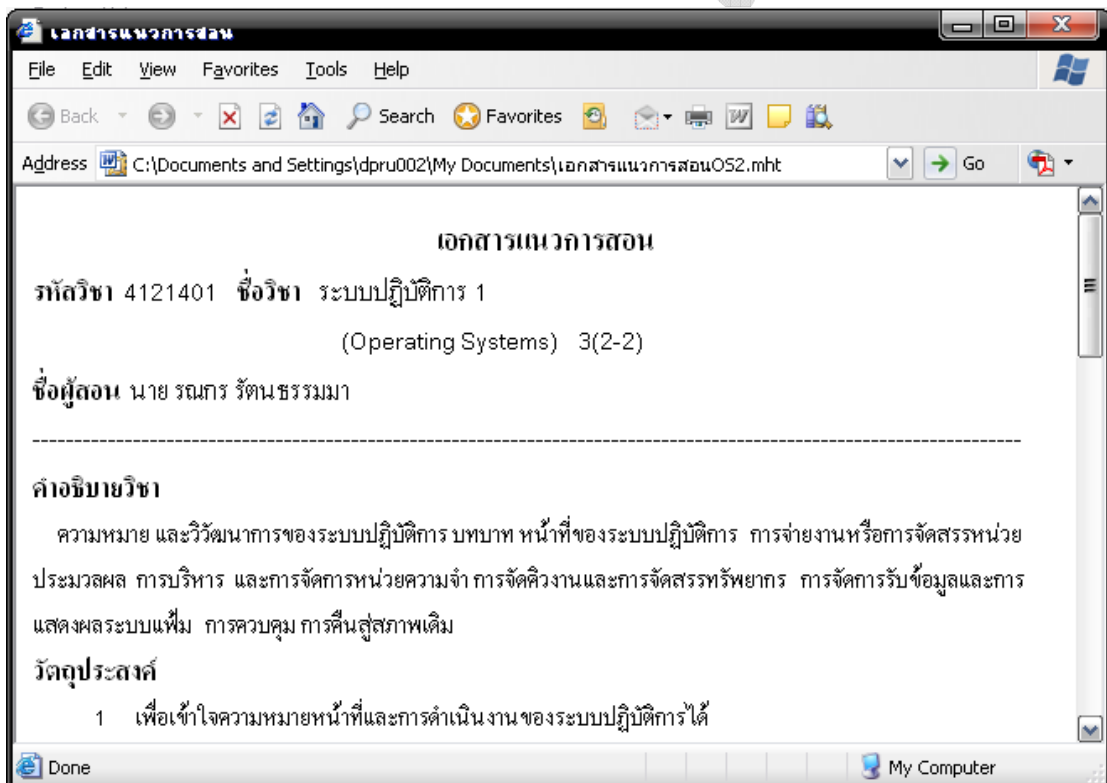 เอกสารแนวการสอน
File Edit View Favorites Tools Help
Back Search Favorites
Address C:\Documents and Settings\dpru002\My Documents\เอกสารแนวการสอนOS2.mht Go
เอกสารแนวการสอน
รหัสวิชา 4121401 ชื่อวิชา ระบบปฏิบัติการ 1
(Operating Systems) 3(2-2)
ชื่อผู้สอน นาย รณกร รัตนธรรมมา
คำอธิบายวิชา
ความหมาย และวิวัฒนาการของระบบปฏิบัติการ บทบาท หน้าที่ของระบบปฏิบัติการ การจ่ายงานหรือการจัดสรรหน่วย
ประมวลผล การบริหาร และการจัดการหน่วยความจำ การจัดคิวงานและการจัดสรรทรัพยากร การจัดการรับข้อมูลและการ
แสดงผลระบบแฟ้ม การควบคุม การคืนสู่สภาพเดิม
วัตถุประสงค์
1 เพื่อเข้าใจความหมายหน้าที่และการดำเนินงานของระบบปฏิบัติการได้
Done My Computer